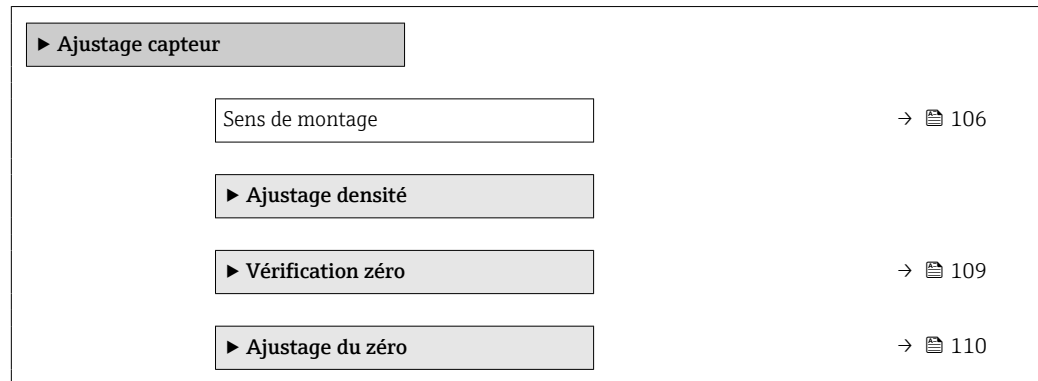 ▶ Ajustage capteur
Sens de montage → 🖹 106
▶ Ajustage densité
▶ Vérification zéro → 🖹 109
▶ Ajustage du zéro → 🖹 110